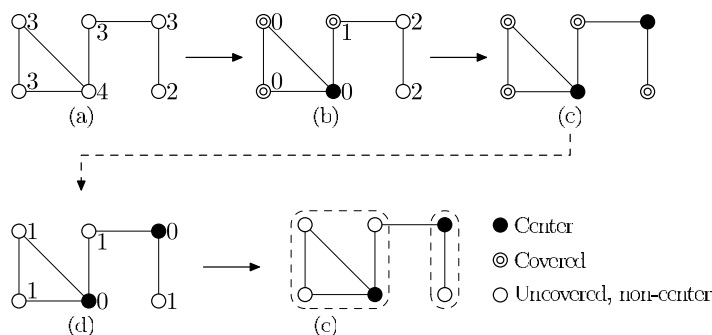 3 3 3
3 4 2
(a)
0 1 2
0 0 2
(b)
(c)
1 1 0
1 0 1
(d)
(e)
Center
Covered
Uncovered, non-center